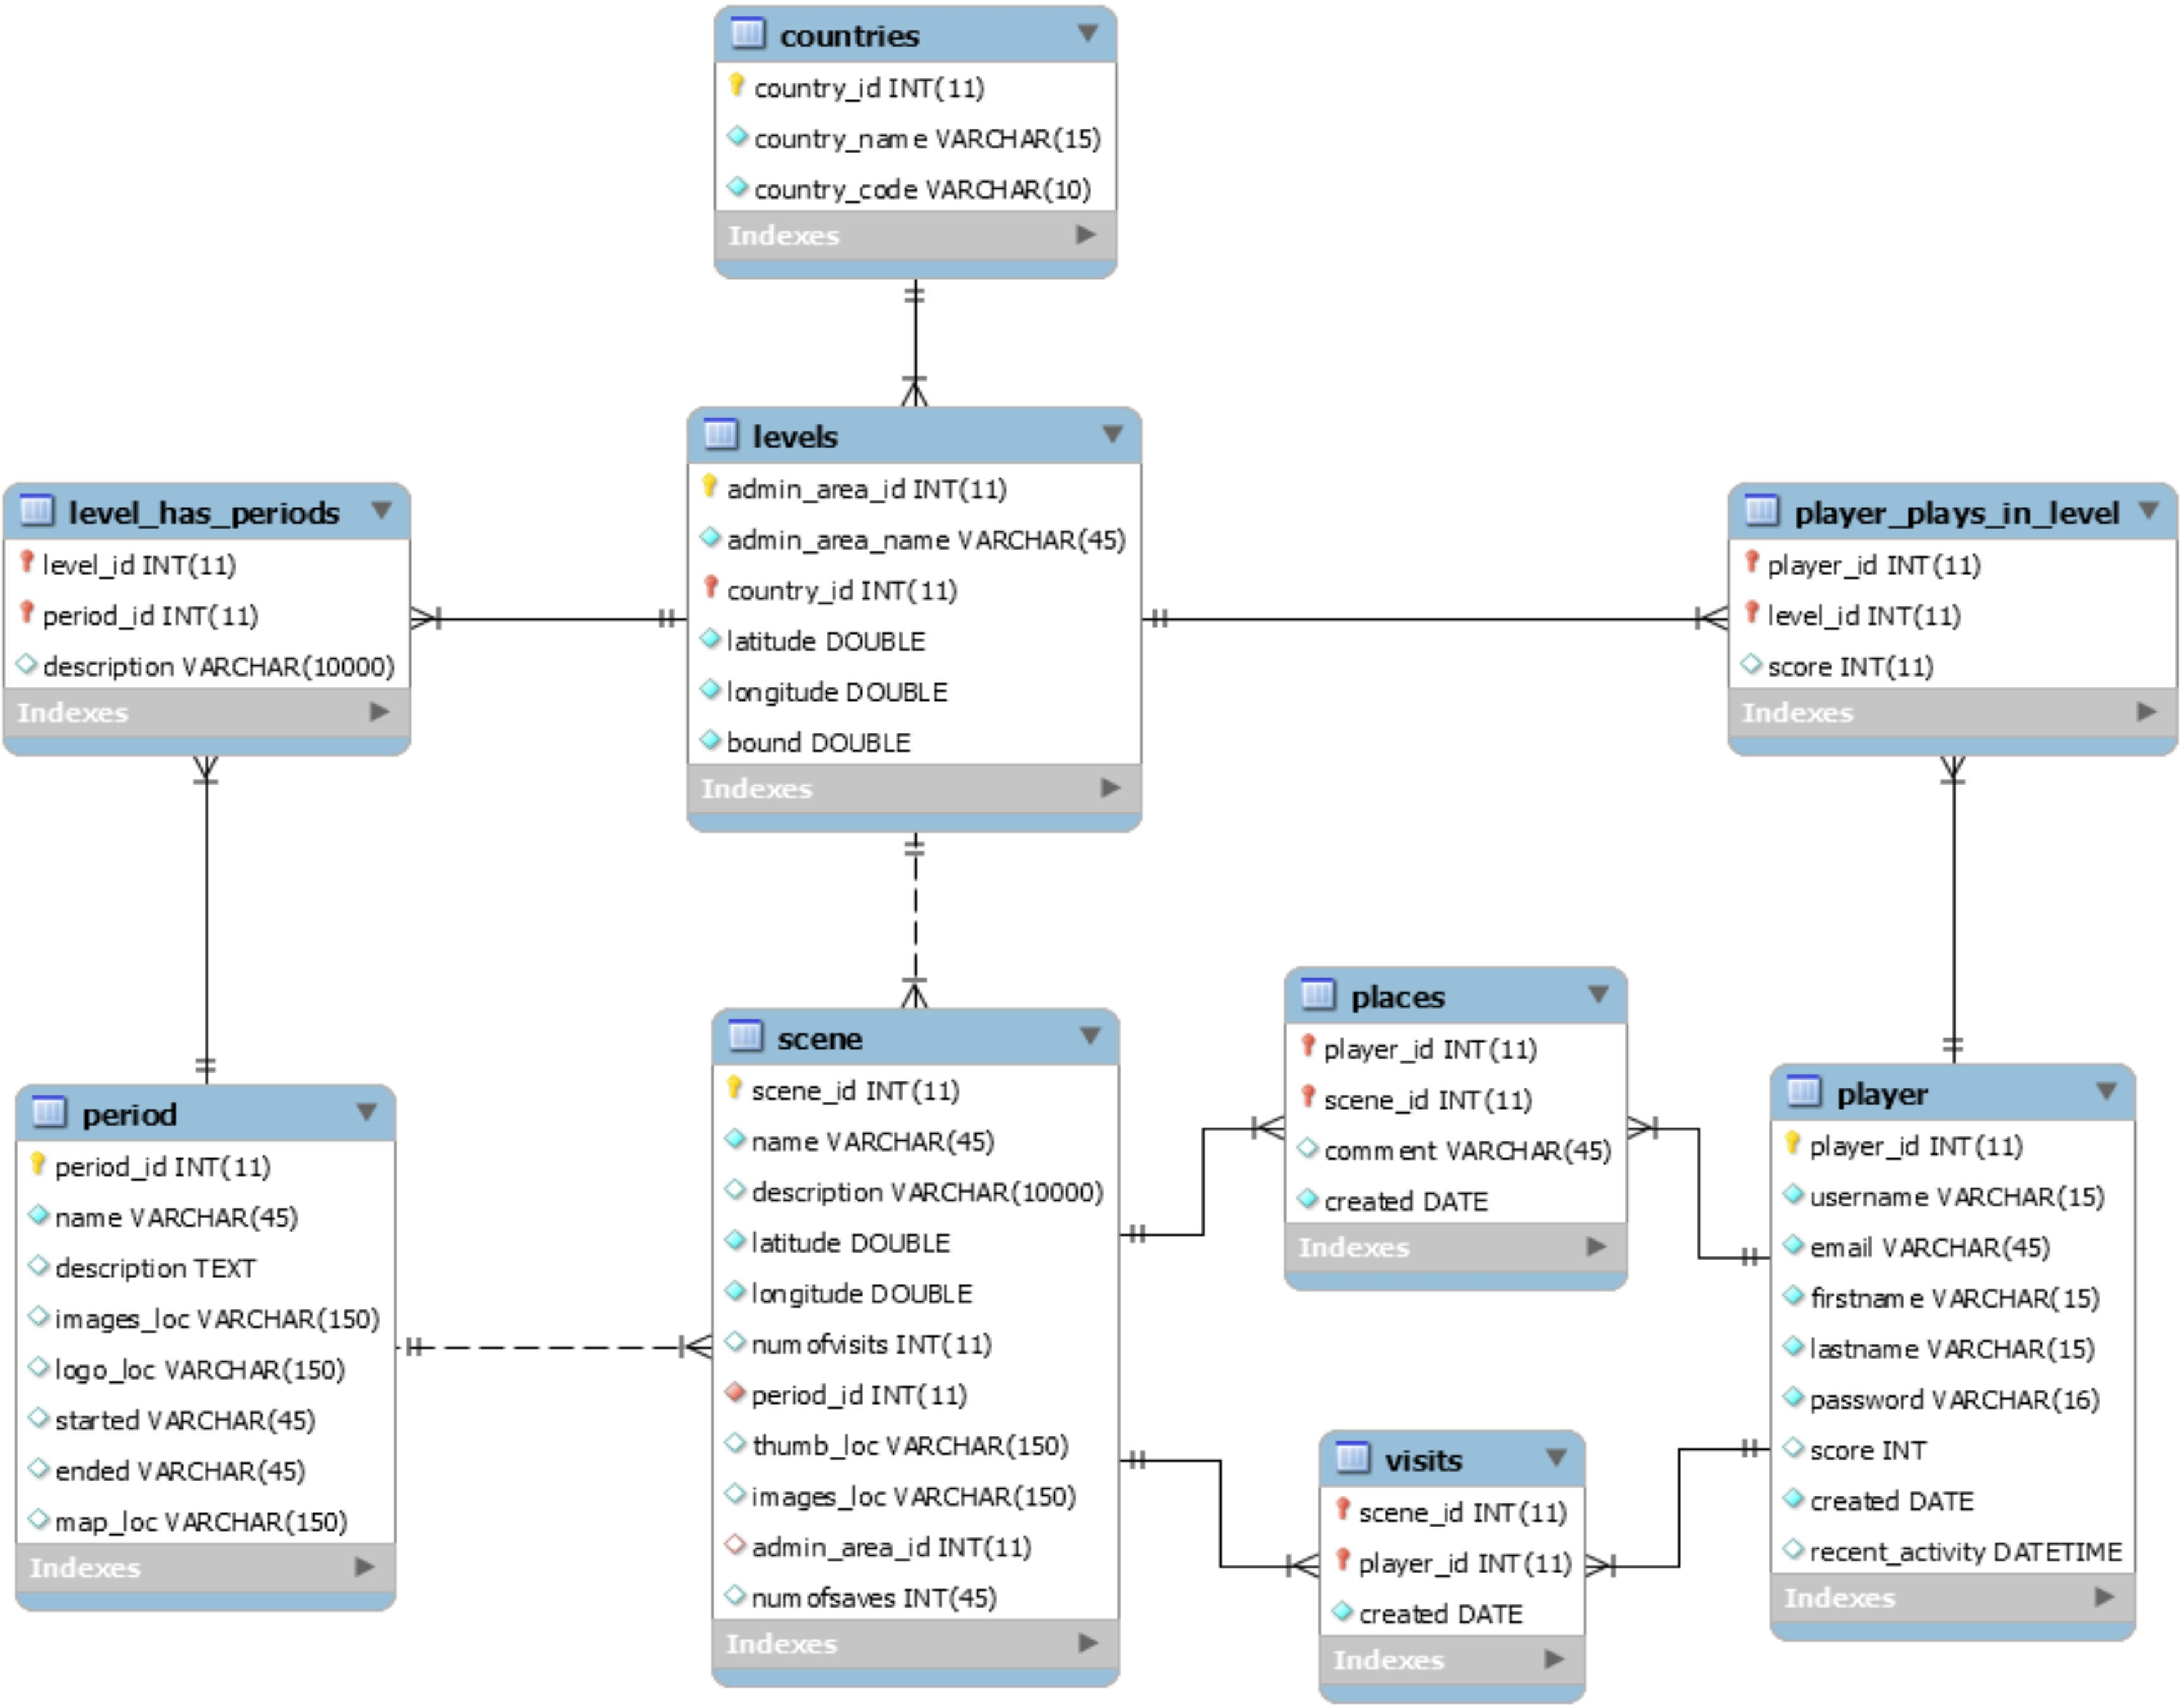 countries
country_id INT(11)
country_name VARCHAR(15)
country_code VARCHAR(10)
Indexes
levels
admin_area_id INT(11)
admin_area_name VARCHAR(45)
country_id INT(11)
latitude DOUBLE
longitude DOUBLE
bound DOUBLE
Indexes
level_has_periods
level_id INT(11)
period_id INT(11)
description VARCHAR(10000)
Indexes
player_plays_in_level
player_id INT(11)
level_id INT(11)
score INT(11)
Indexes
period
period_id INT(11)
name VARCHAR(45)
description TEXT
images_loc VARCHAR(150)
logo_loc VARCHAR(150)
started VARCHAR(45)
ended VARCHAR(45)
map_loc VARCHAR(150)
Indexes
scene
scene_id INT(11)
name VARCHAR(45)
description VARCHAR(10000)
latitude DOUBLE
longitude DOUBLE
numofvisits INT(11)
period_id INT(11)
thumb_loc VARCHAR(150)
images_loc VARCHAR(150)
admin_area_id INT(11)
numofsaves INT(45)
Indexes
places
player_id INT(11)
scene_id INT(11)
comment VARCHAR(45)
created DATE
Indexes
visits
scene_id INT(11)
player_id INT(11)
created DATE
Indexes
player
player_id INT(11)
username VARCHAR(15)
email VARCHAR(45)
firstname VARCHAR(15)
lastname VARCHAR(15)
password VARCHAR(16)
score INT
created DATE
recent_activity DATETIME
Indexes